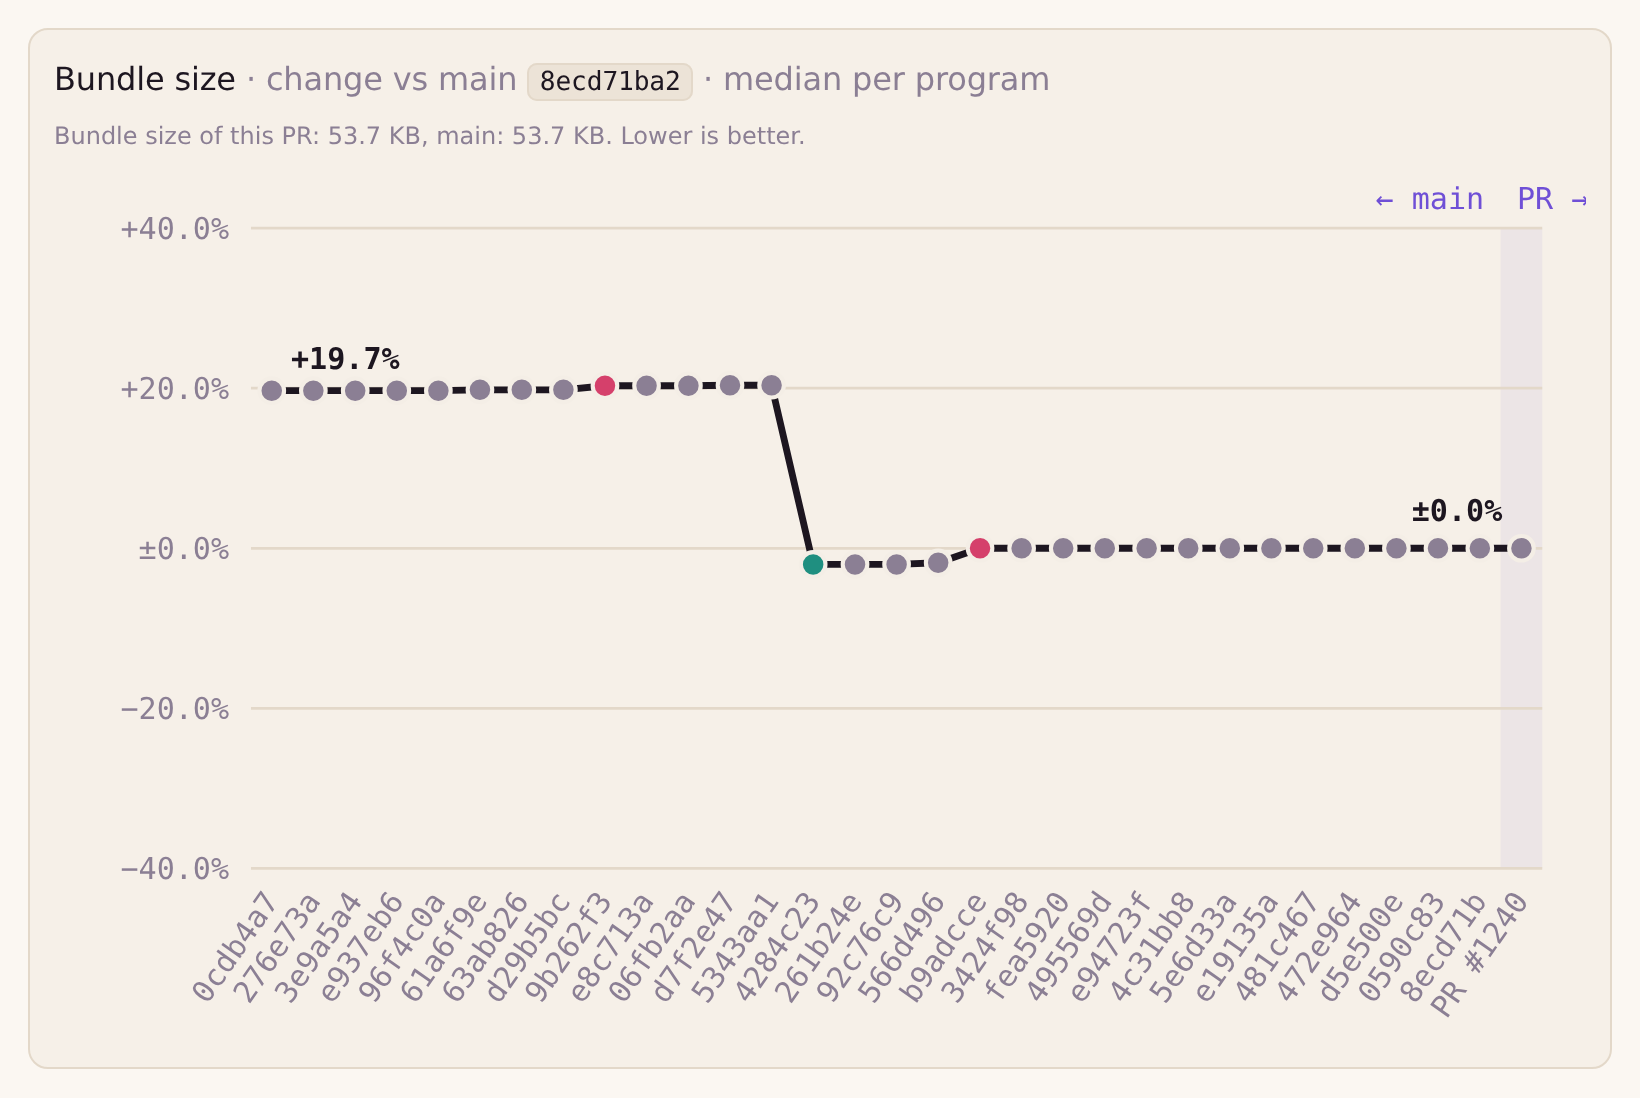 Bundle size · change vs main 8ecd71ba2 · median per program
Bundle size of this PR: 53.7 KB, main: 53.7 KB. Lower is better.
← main PR →
+40.0%
+19.7%
+20.0%
±0.0%
±0.0%
−20.0%
−40.0%
0cdb4a7
276e73a
3e9a5a4
e937eb6
96f4c0a
61a6f9e
63ab826
d29b5bc
9b262f3
e8c713a
06fb2aa
d7f2e47
5343aa1
4284c23
261b24e
92c76c9
566d496
b9adcce
3424f98
fea5920
495569d
e94723f
4c31bb8
5e6d33a
e19135a
481c467
472e964
d5e500e
0590c83
8ecd71b
PR #1240